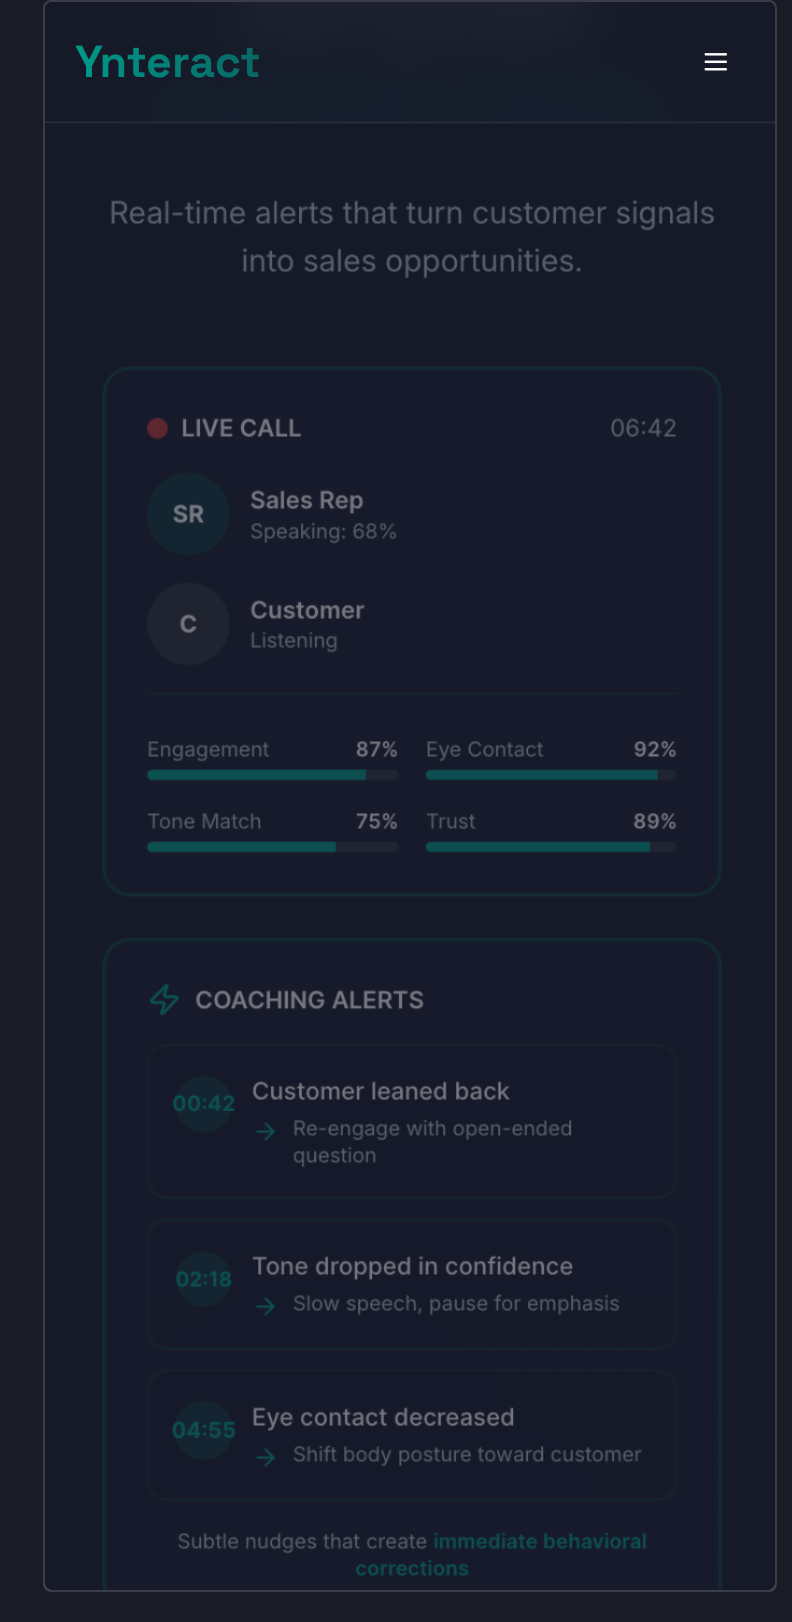 Ynteract
Real-time alerts that turn customer signals
into sales opportunities.
LIVE CALL
06:42
SR
Sales Rep
Speaking: 68%
C
Customer
Listening
Engagement 87%
Eye Contact 92%
Tone Match 75%
Trust 89%
COACHING ALERTS
00:42
Customer leaned back
→ Re-engage with open-ended
question
02:18
Tone dropped in confidence
→ Slow speech, pause for emphasis
04:55
Eye contact decreased
→ Shift body posture toward customer
Subtle nudges that create immediate behavioral
corrections